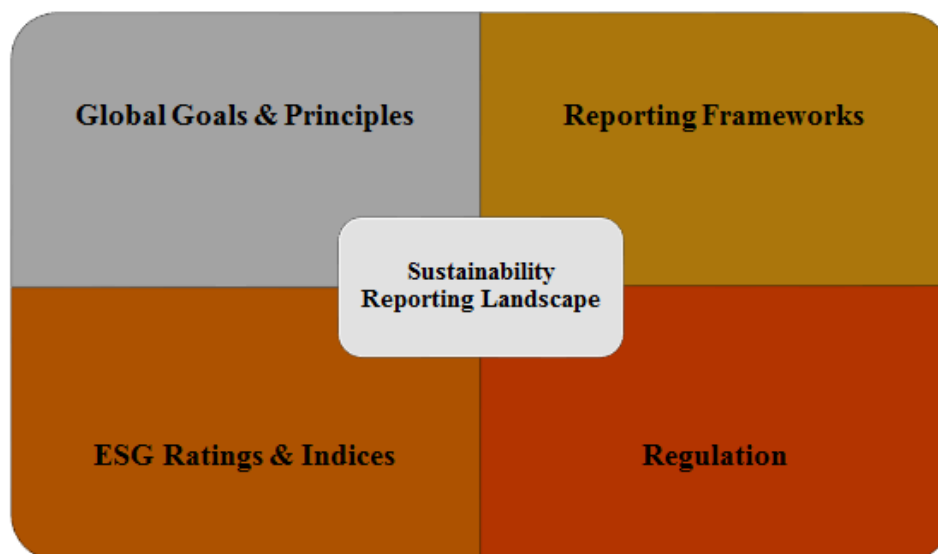 Global Goals & Principles
Reporting Frameworks
Sustainability
Reporting Landscape
ESG Ratings & Indices
Regulation